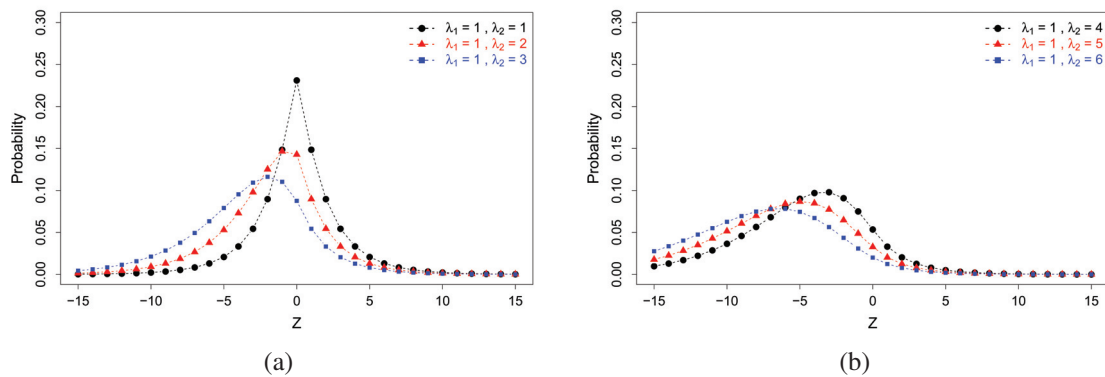 0.30
0.25
0.20
0.15
0.10
0.05
0.00
Probability
λ1 = 1 , λ2 = 1
λ1 = 1 , λ2 = 2
λ1 = 1 , λ2 = 3
−15 −10 −5 0 5 10 15
Z
(a)
0.30
0.25
0.20
0.15
0.10
0.05
0.00
Probability
λ1 = 1 , λ2 = 4
λ1 = 1 , λ2 = 5
λ1 = 1 , λ2 = 6
−15 −10 −5 0 5 10 15
Z
(b)